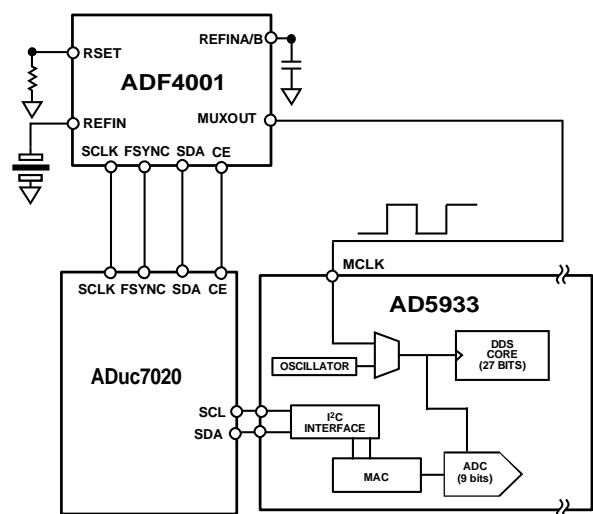 REFINA/B
RSET
ADF4001
MUXOUT
REFIN
SCLK FSYNC SDA CE
MCLK
SCLK FSYNC SDA CE
AD5933
ADuc7020
DDS
CORE
(27 BITS)
OSCILLATOR
SCL
SDA
I²C
INTERFACE
MAC
ADC
(9 bits)